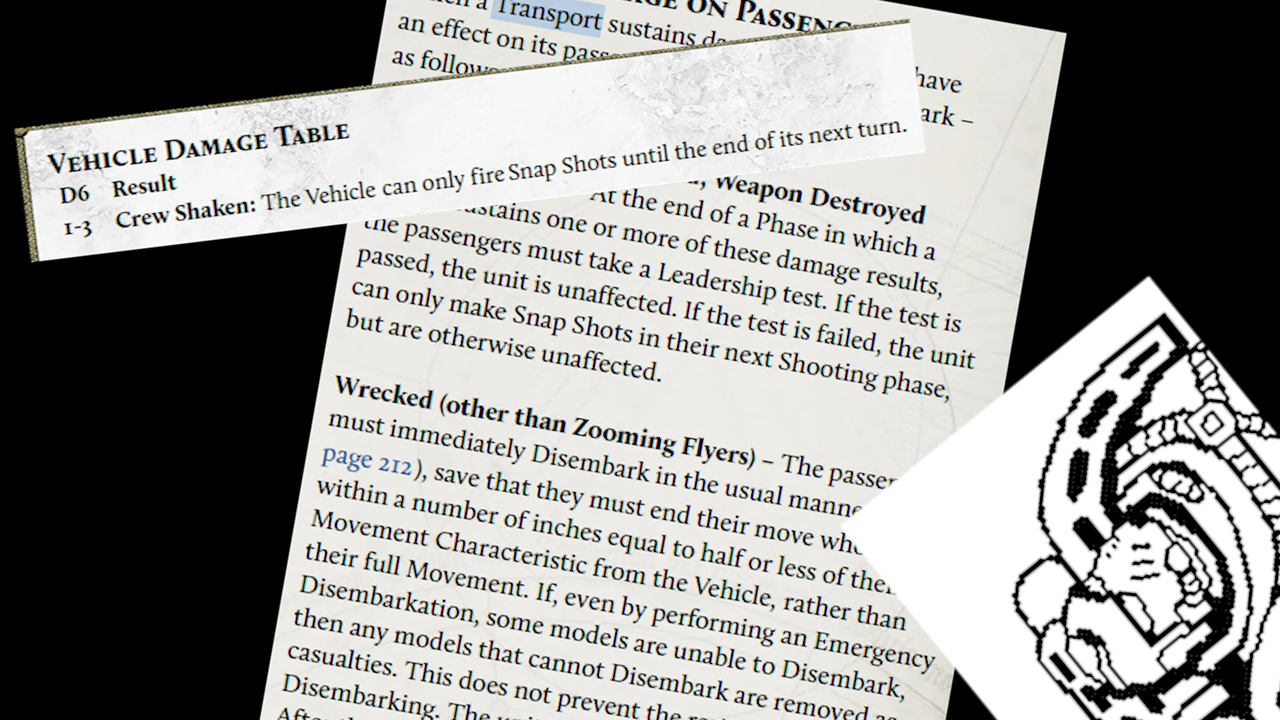 VEHICLE DAMAGE TABLE
D6 Result
1-3 Crew Shaken: The Vehicle can only fire Snap Shots until the end of its next turn.
ON PASSENG
a Transport sustains
an effect on its
have
as follows
ark –
Weapon Destroyed
At the end of a Phase in which a
sustains one or more of these damage results,
the passengers must take a Leadership test. If the test is
passed, the unit is unaffected. If the test is failed, the unit
can only make Snap Shots in their next Shooting phase,
but are otherwise unaffected.
Wrecked (other than Zooming Flyers) – The
must immediately Disembark in the usual
page 212), save that they must end their move
within a number of inches equal to half or less of
Movement Characteristic from the Vehicle, rather than
their full Movement. If, even by performing an Emergency
Disembarkation, some models are unable to Disembark,
then any models that cannot Disembark are removed as
casualties. This does not prevent the
Disembarking. The